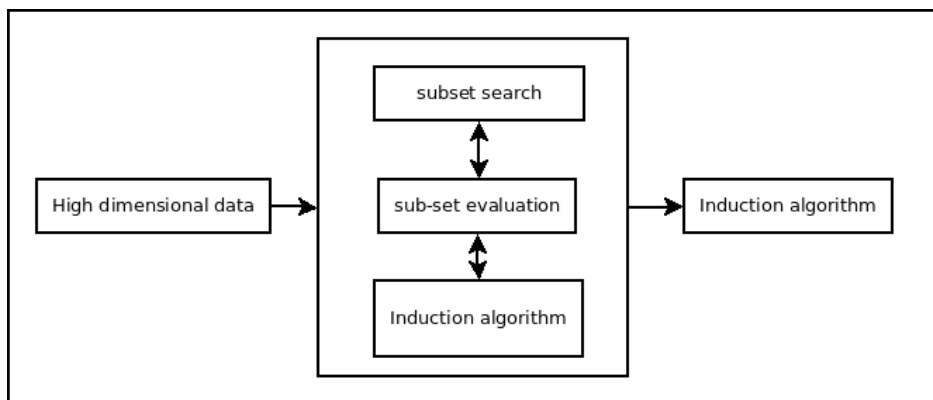 subset search
High dimensional data
sub-set evaluation
Induction algorithm
Induction algorithm